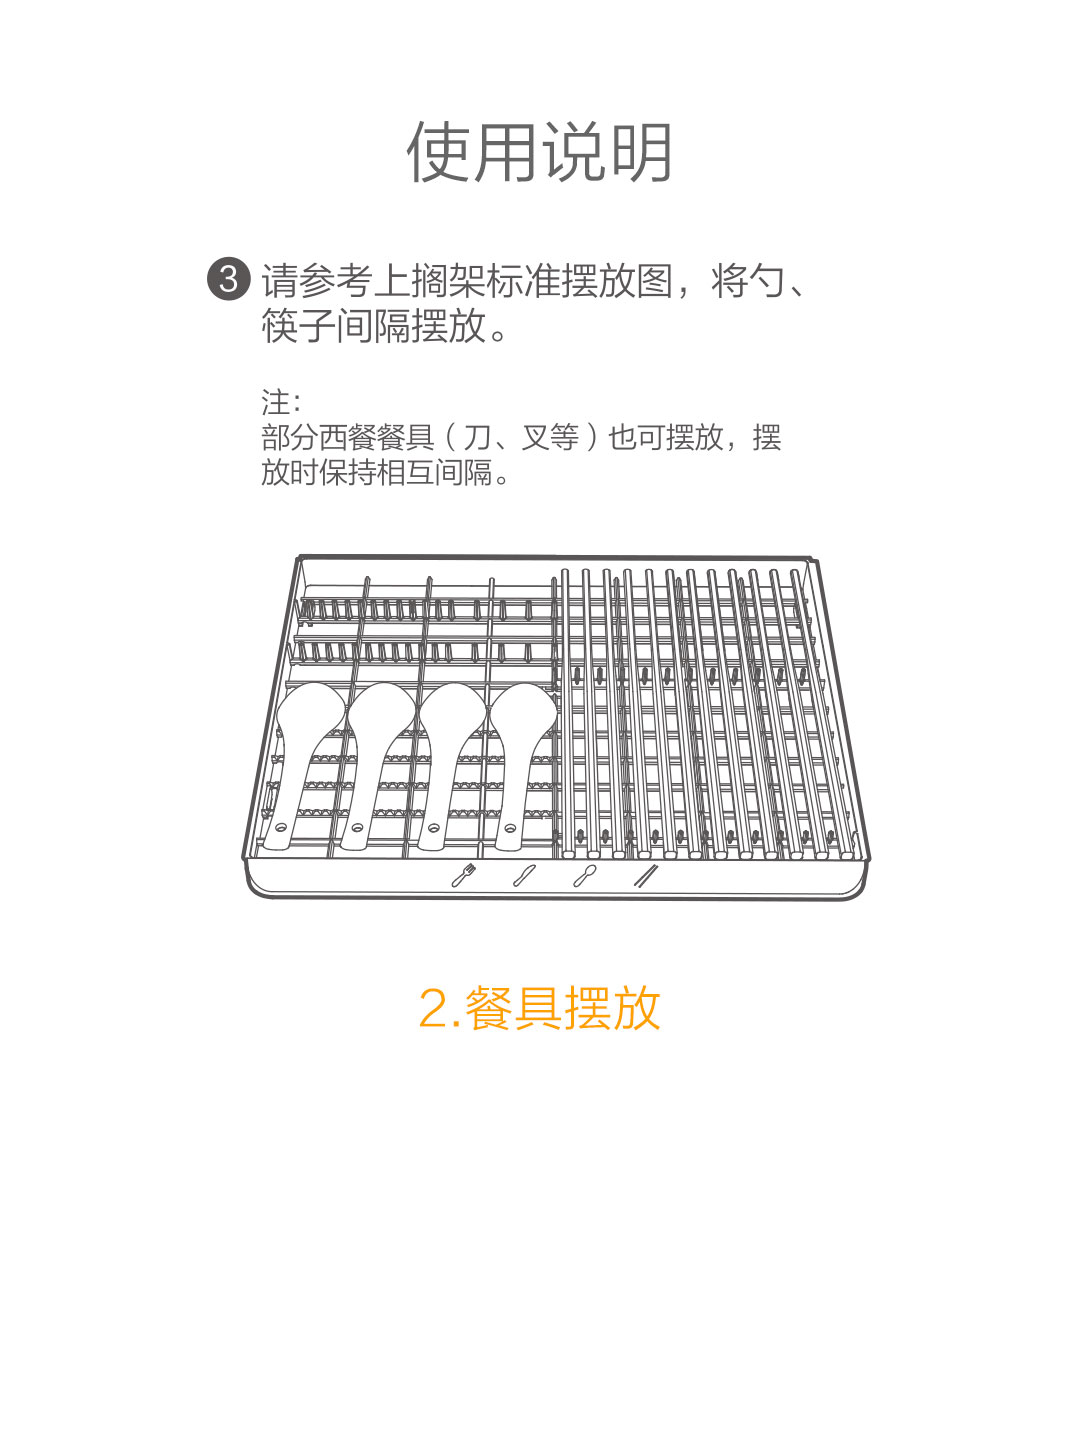 使用说明
3 请参考上搁架标准摆放图，将勺、
筷子间隔摆放。
注：
部分西餐餐具（刀、叉等）也可摆放，摆
放时保持相互间隔。
2.餐具摆放